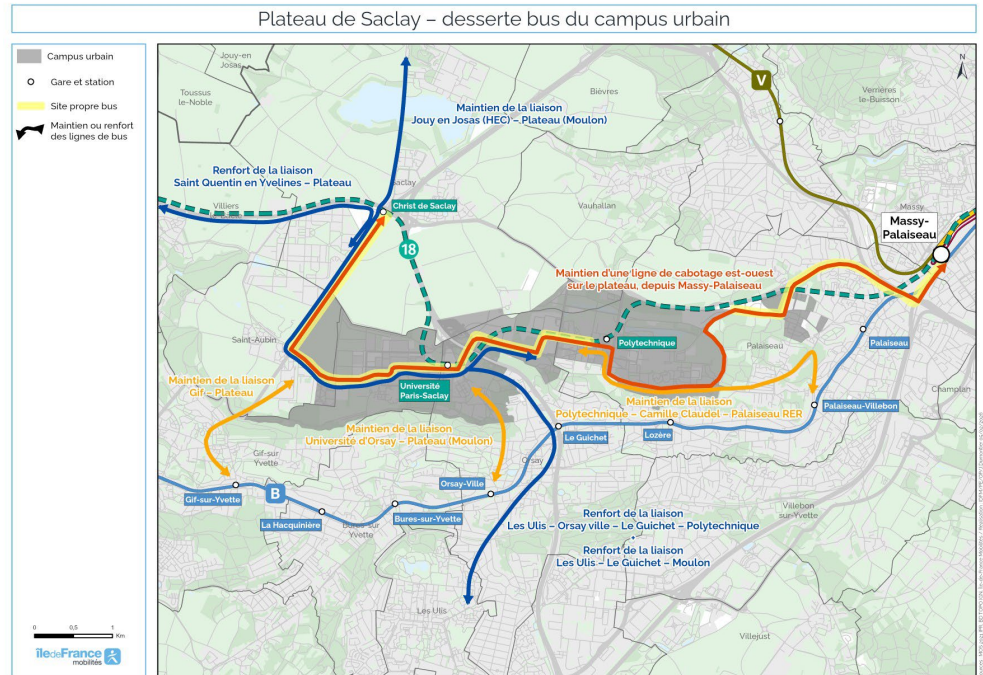 Plateau de Saclay – desserte bus du campus urbain
Campus urbain
Gare et station
Site propre bus
Maintien ou renfort
des lignes de bus
0 0,5 1
Km
îledeFrance
mobilités
Jouy-en
Josas
Toussus
le-Noble
Bièvres
V
Verrières
le-Buisson
N
Maintien de la liaison
Jouy en Josas (HEC) – Plateau (Moulon)
Renfort de la liaison
Saint Quentin en Yvelines – Plateau
Saclay
Villiers
Christ de Saclay
Vauhallan
Massy
Massy-
Palaiseau
18
Maintien d'une ligne de cabotage est-ouest
sur le plateau, depuis Massy-Palaiseau
Saint-Aubin
Polytechnique
Palaiseau
Palaiseau
Université
Paris-Saclay
Maintien de la liaison
Gif – Plateau
Champlan
Maintien de la liaison
Polytechnique – Camille Claudel – Palaiseau RER
Palaiseau-Villebon
Maintien de la liaison
Université d'Orsay – Plateau (Moulon)
Le Guichet
Lozère
Gif-sur
Yvette
Orsay
Orsay-Ville
Gif-sur-Yvette
B
La Hacquinière
Bures-sur-Yvette
Bures-sur
Yvette
Villebon
sur-Yvette
Renfort de la liaison
Les Ulis – Orsay ville – Le Guichet – Polytechnique
+
Renfort de la liaison
Les Ulis – Le Guichet – Moulon
Les Ulis
Villejust